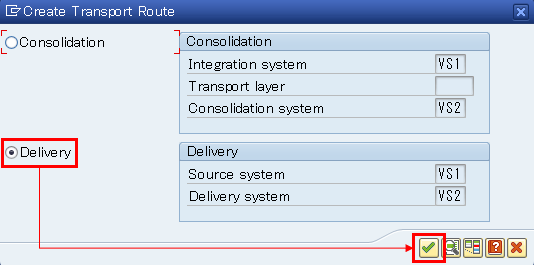 Create Transport Route
Consolidation
Consolidation
Integration system VS1
Transport layer
Consolidation system VS2
Delivery
Delivery
Source system VS1
Delivery system VS2